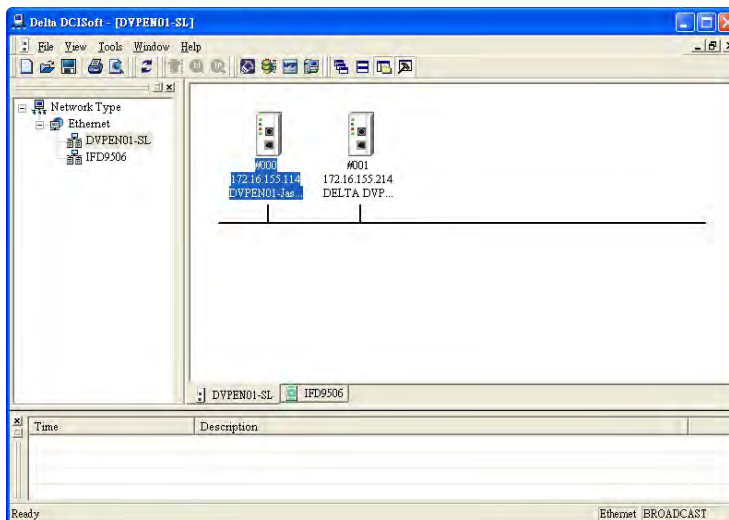 Delta DCISoft - [DVPEN01-SL]
File View Tools Window Help
Network Type
Ethernet
DVPEN01-SL
IFD9506
#000
172.16.155.114
DVPEN01-Jas...
#001
172.16.155.214
DELTA DVP...
DVPEN01-SL IFD9506
Time Description
Ready Ethernet BROADCAST